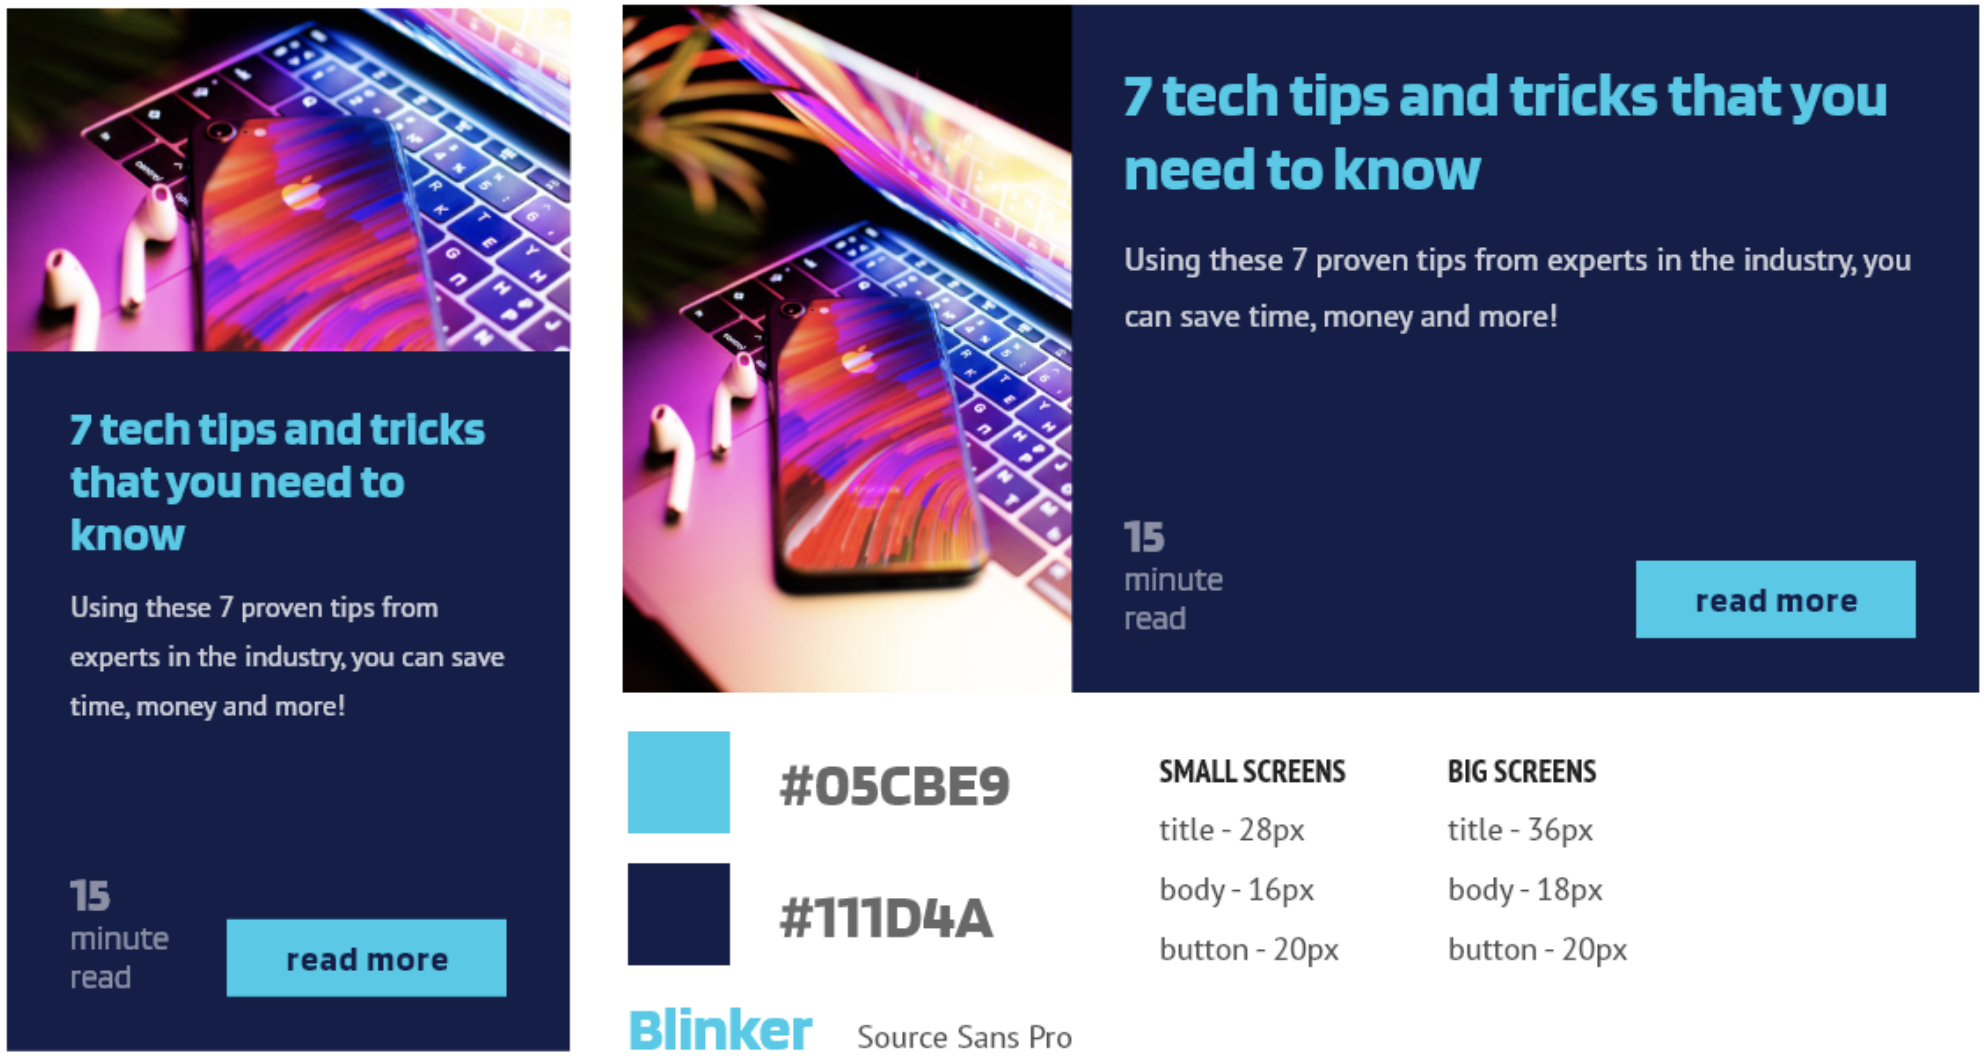 7 tech tips and tricks
that you need to
know
Using these 7 proven tips from
experts in the industry, you can save
time, money and more!
15
minute
read
read more
7 tech tips and tricks that you
need to know
Using these 7 proven tips from experts in the industry, you
can save time, money and more!
15
minute
read
read more
#05CBE9
#111D4A
Blinker
Source Sans Pro
SMALL SCREENS
title - 28px
body - 16px
button - 20px
BIG SCREENS
title - 36px
body - 18px
button - 20px